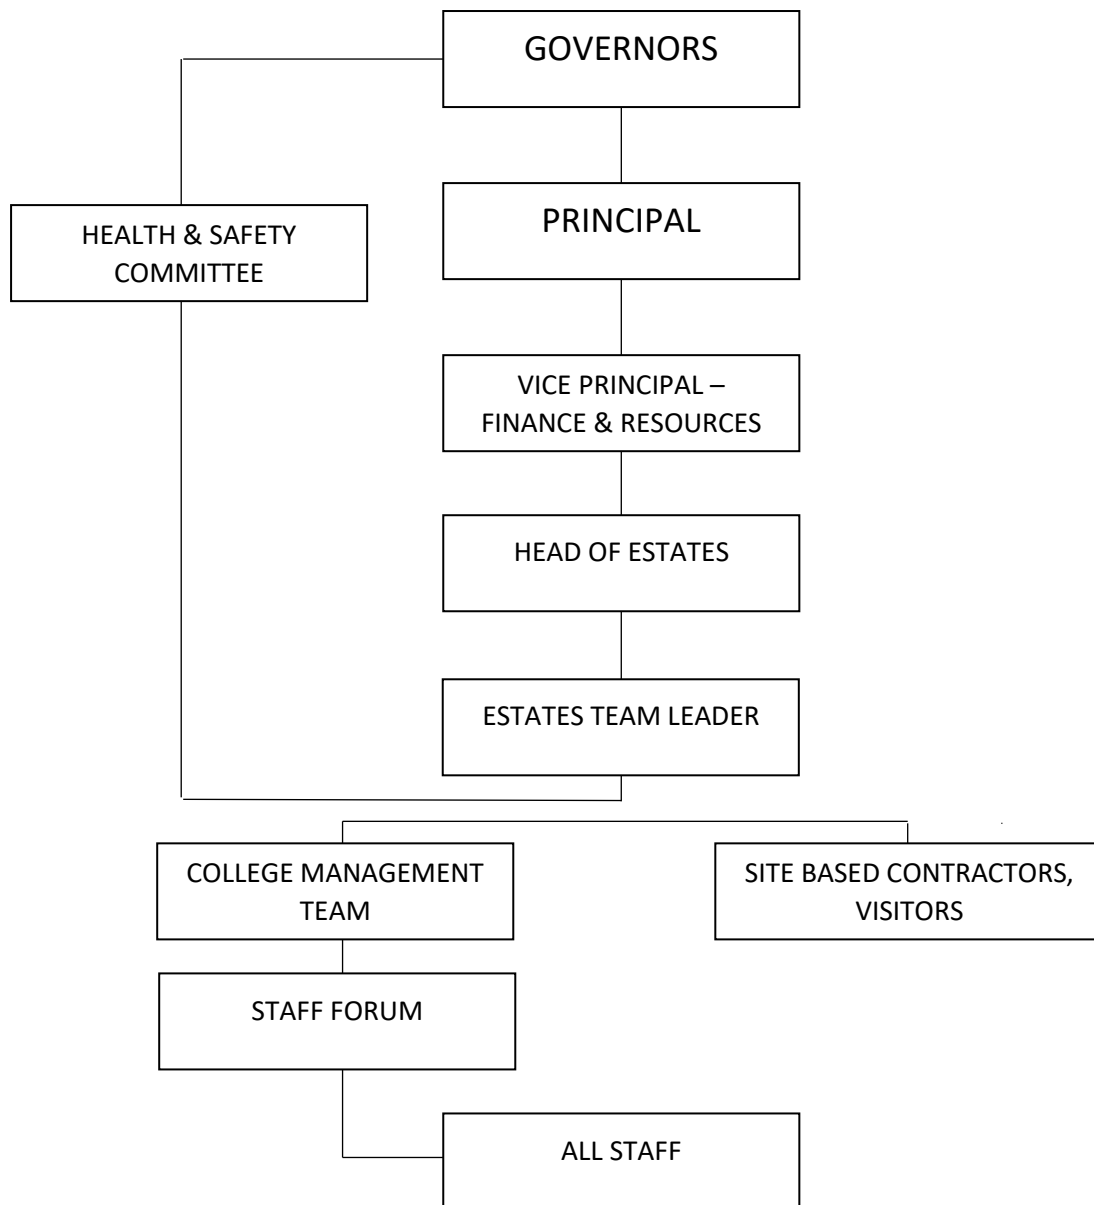 GOVERNORS
PRINCIPAL
HEALTH & SAFETY
COMMITTEE
VICE PRINCIPAL –
FINANCE & RESOURCES
HEAD OF ESTATES
ESTATES TEAM LEADER
COLLEGE MANAGEMENT
TEAM
SITE BASED CONTRACTORS,
VISITORS
STAFF FORUM
ALL STAFF